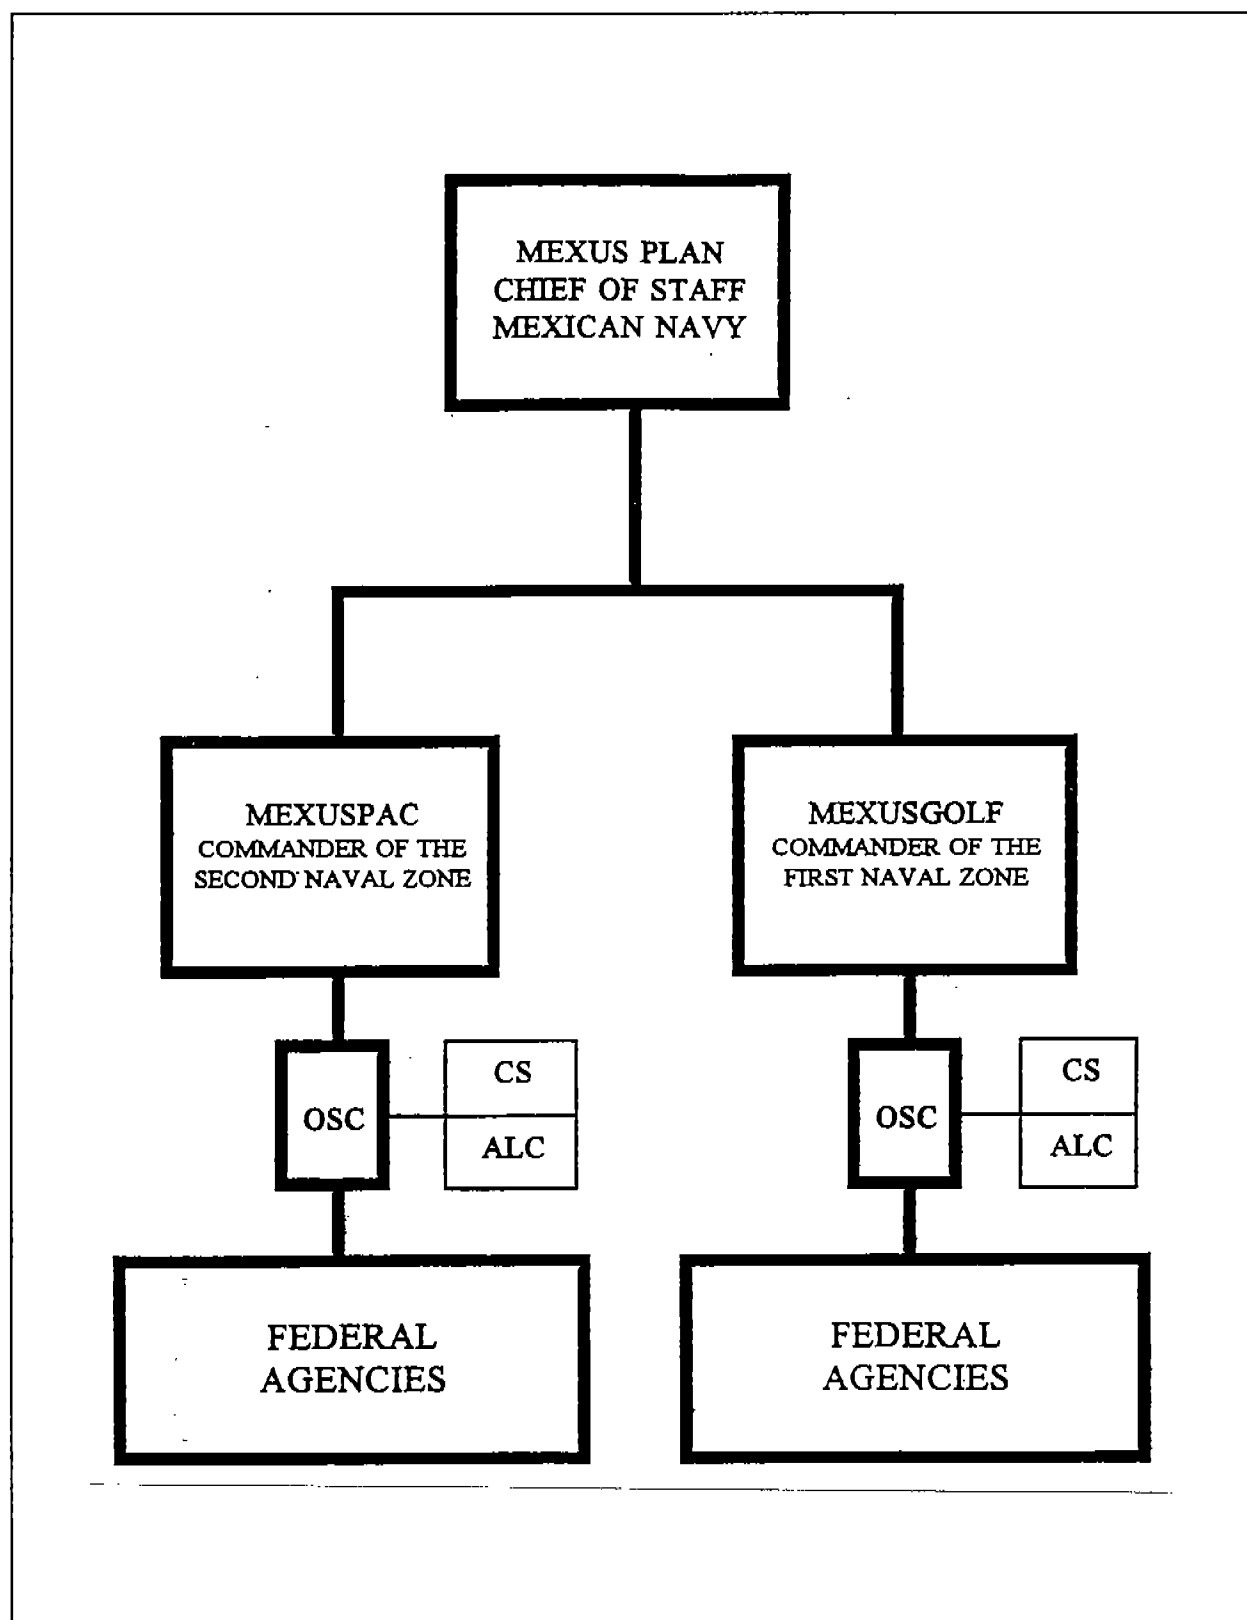 MEXUS PLAN
CHIEF OF STAFF
MEXICAN NAVY
MEXUSPAC
COMMANDER OF THE
SECOND NAVAL ZONE
MEXUSGOLF
COMMANDER OF THE
FIRST NAVAL ZONE
OSC
CS
ALC
OSC
CS
ALC
FEDERAL
AGENCIES
FEDERAL
AGENCIES